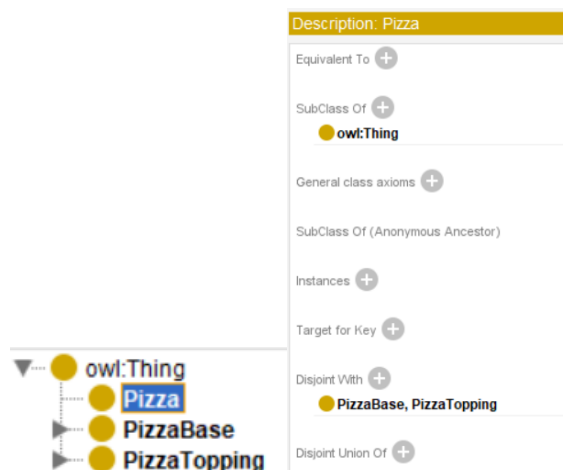 Description: Pizza
Equivalent To
SubClass Of
owl:Thing
General class axioms
SubClass Of (Anonymous Ancestor)
Instances
Target for Key
Disjoint With
PizzaBase, PizzaTopping
Disjoint Union Of
owl:Thing
Pizza
PizzaBase
PizzaTopping